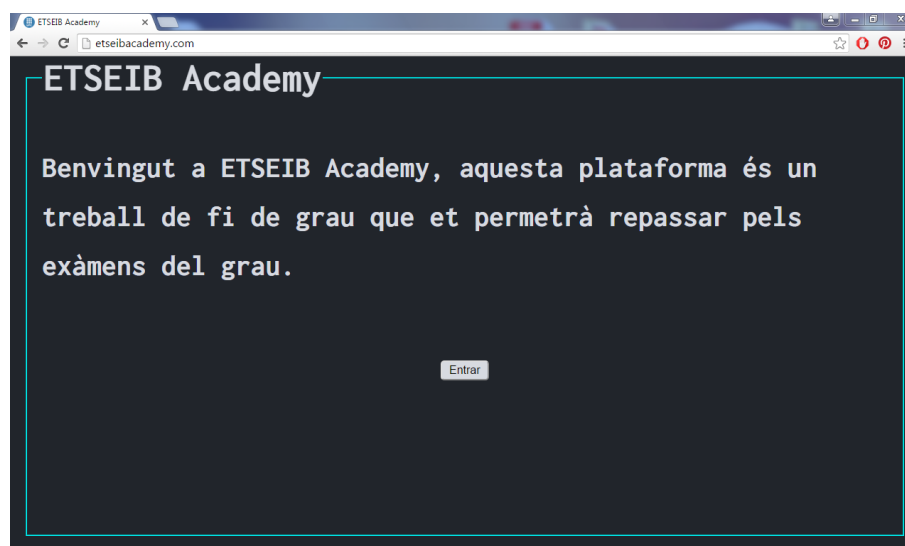 ETSEIB Academy
etseibacademy.com
ETSEIB Academy
Benvingut a ETSEIB Academy, aquesta plataforma és un
treball de fi de grau que et permetrà repassar pels
exàmens del grau.
Entrar